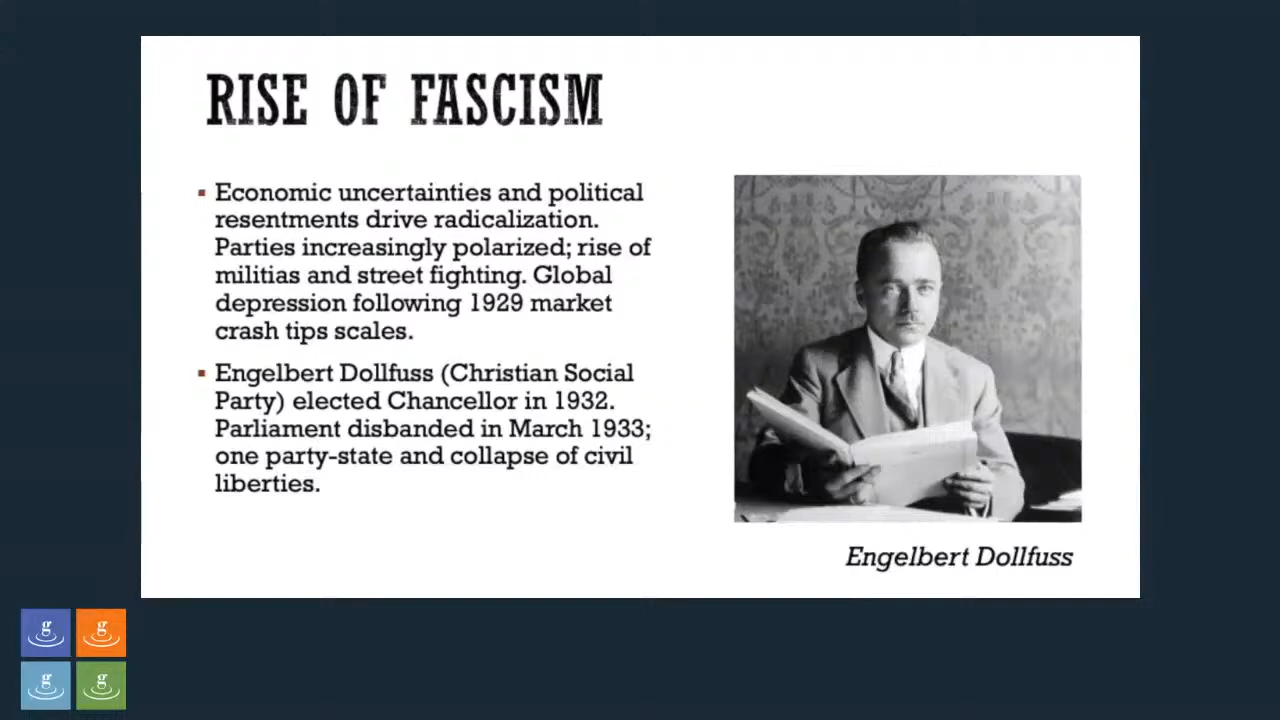 RISE OF FASCISM
▪ Economic uncertainties and political
resentments drive radicalization.
Parties increasingly polarized; rise of
militias and street fighting. Global
depression following 1929 market
crash tips scales.
▪ Engelbert Dollfuss (Christian Social
Party) elected Chancellor in 1932.
Parliament disbanded in March 1933;
one party-state and collapse of civil
liberties.
Engelbert Dollfuss
g g
g g